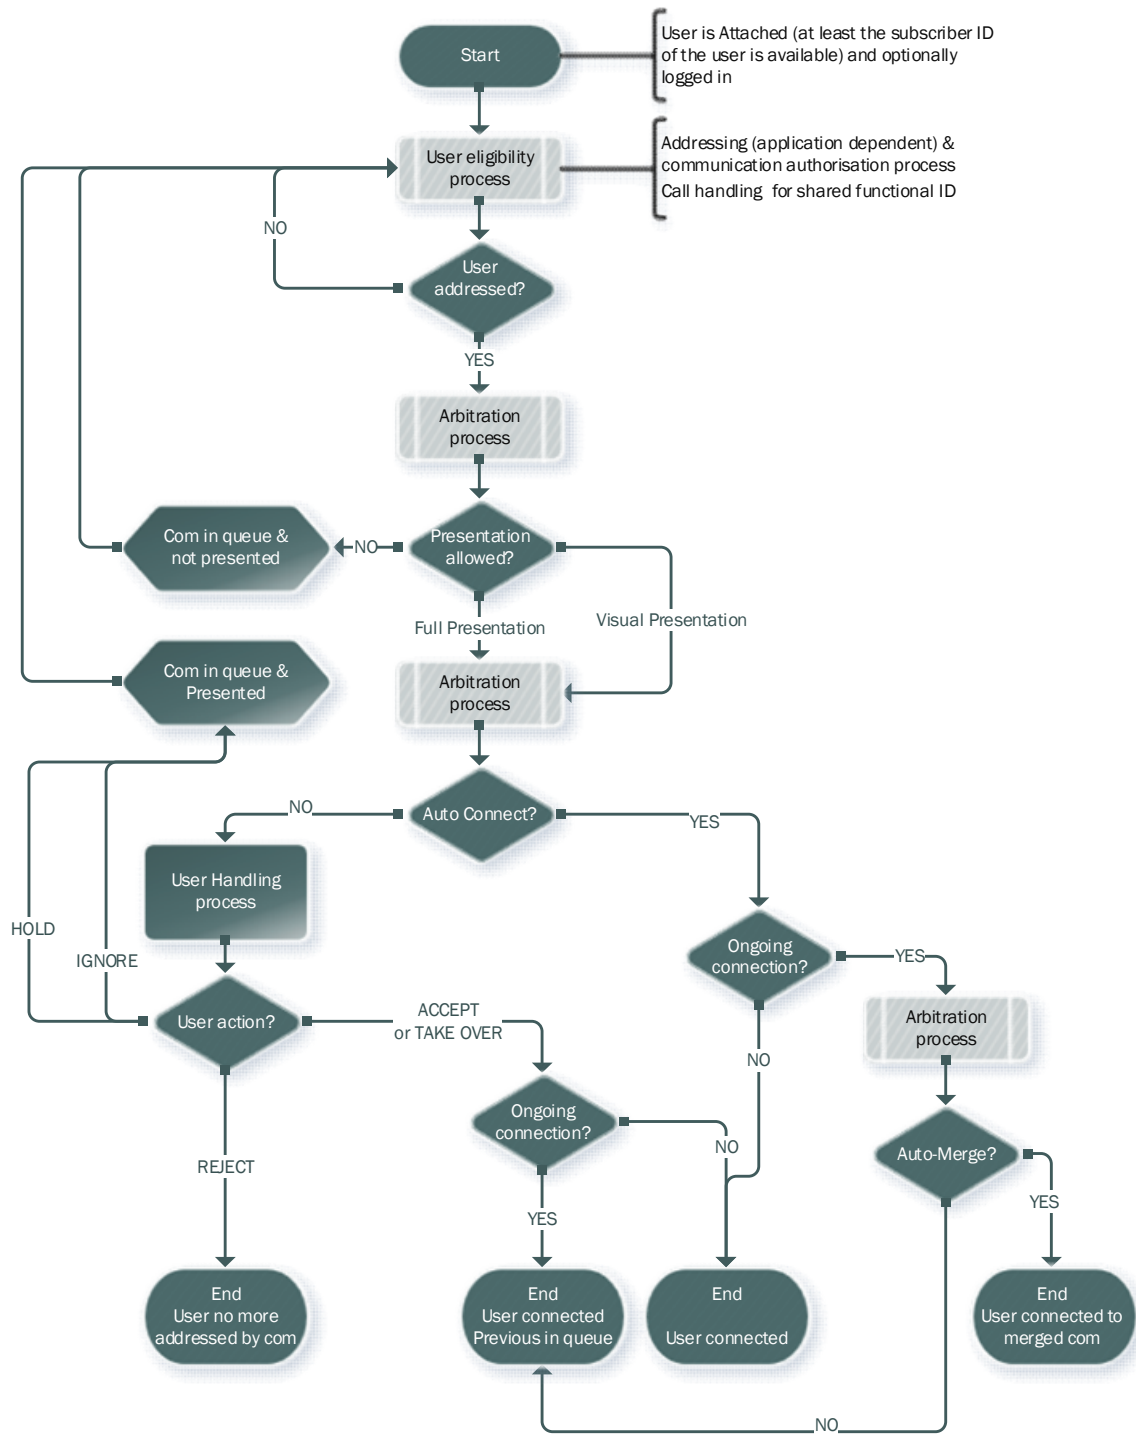 Start
User is Attached (at least the subscriber ID
of the user is available) and optionally
logged in
User eligibility
process
Addressing (application dependent) &
communication authorisation process
Call handling for shared functional ID
NO
User
addressed?
YES
Arbitration
process
Com in queue &
not presented
NO
Presentation
allowed?
Full Presentation
Visual Presentation
Com in queue &
Presented
Arbitration
process
NO
Auto Connect?
YES
User Handling
process
HOLD
IGNORE
Ongoing
connection?
YES
User action?
ACCEPT
or TAKE OVER
Arbitration
process
NO
Ongoing
connection?
NO
Auto-Merge?
REJECT
YES
YES
End
User no more
addressed by com
End
User connected
Previous in queue
End
User connected
End
User connected to
merged com
NO